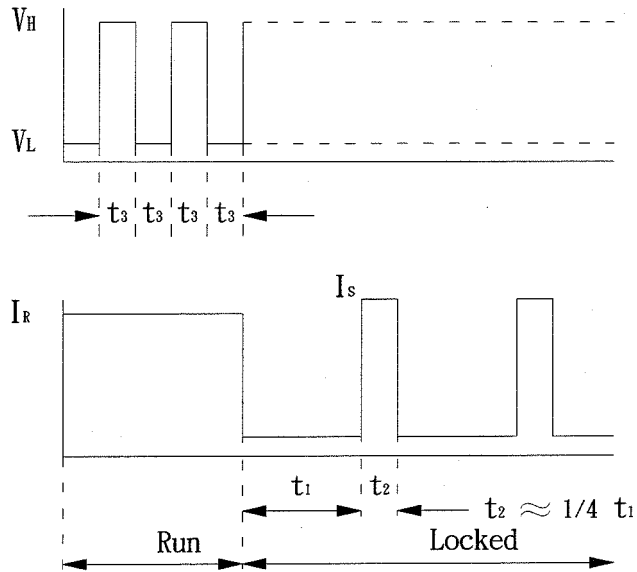 VH
VL
t3 t3 t3 t3
IS
IR
t1 t2
t2 ≈ 1/4 t1
Run Locked